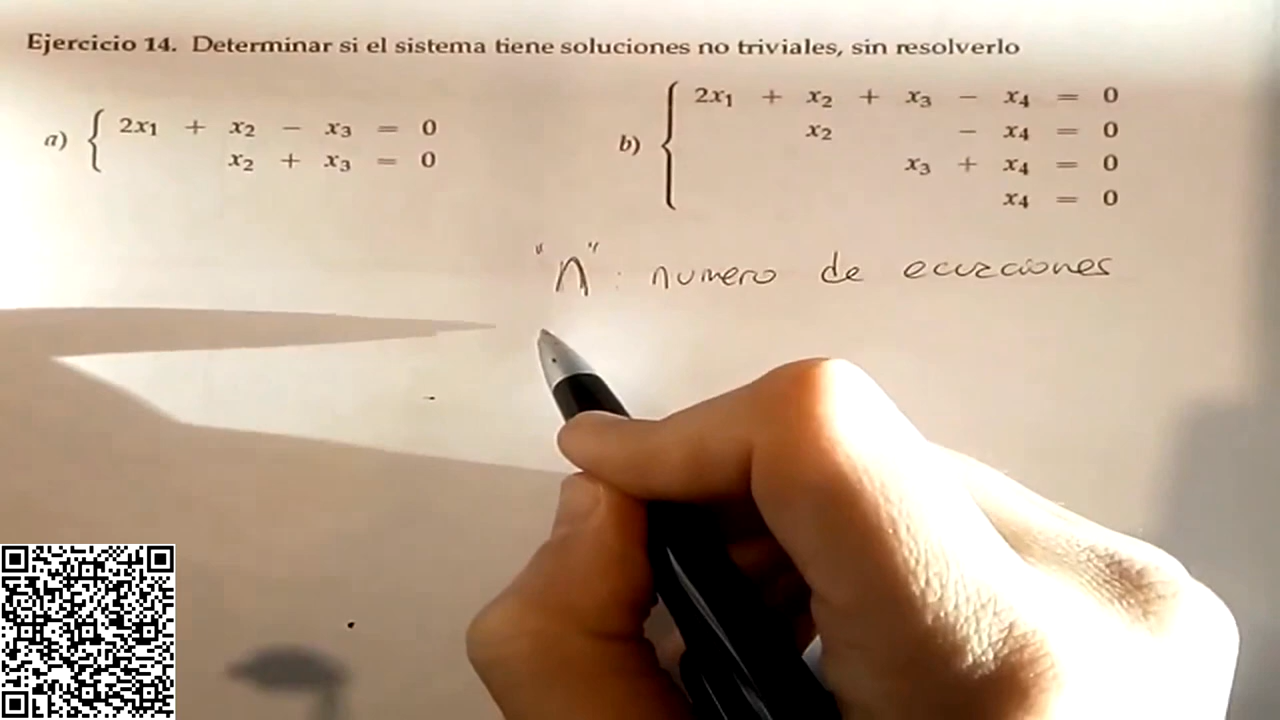 Ejercicio 14. Determinar si el sistema tiene soluciones no triviales, sin resolverlo
a) { 2x₁ + x₂ − x₃ = 0
x₂ + x₃ = 0
b) { 2x₁ + x₂ + x₃ − x₄ = 0
x₂ − x₄ = 0
x₃ + x₄ = 0
x₄ = 0
"n": numero de ecuaciones